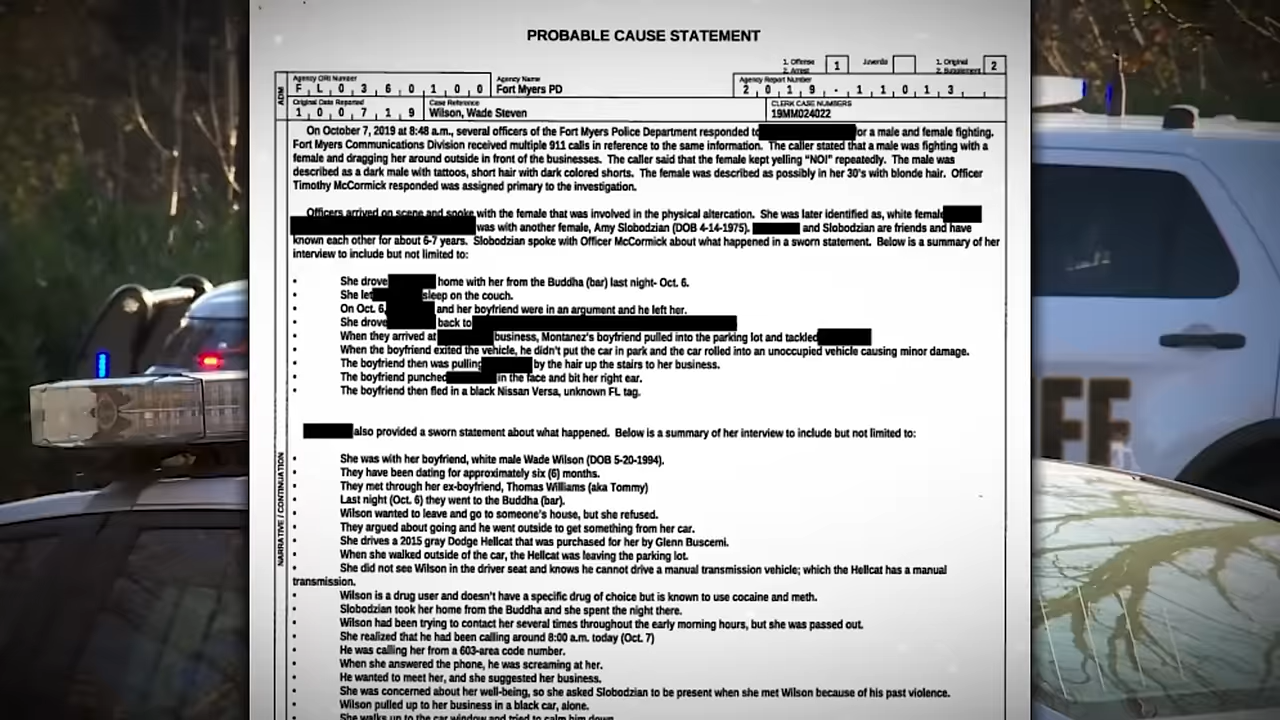 PROBABLE CAUSE STATEMENT
1. Offense
2. Arrest
1
Juvenile
1. Original
2. Supplement
2
ADM
Agency ORI Number
F L 0 3 6 0 1 0 0
Agency Name
Fort Myers PD
Agency Report Number
2 0 1 9 - 1 1 0 1 3
Original Date Reported
1 0 0 7 1 9
Case Reference
Wilson, Wade Steven
CLERK CASE NUMBERS
19MM024022
On October 7, 2019 at 8:48 a.m., several officers of the Fort Myers Police Department responded to or a male and female fighting.
Fort Myers Communications Division received multiple 911 calls in reference to the same information. The caller stated that a male was fighting with a
female and dragging her around outside in front of the businesses. The caller said that the female kept yelling "NO!" repeatedly. The male was
described as a dark male with tattoos, short hair with dark colored shorts. The female was described as possibly in her 30's with blonde hair. Officer
Timothy McCormick responded was assigned primary to the investigation.
Officers arrived on scene and spoke with the female that was involved in the physical altercation. She was later identified as, white female
was with another female, Amy Slobodzian (DOB 4-14-1975). and Slobodzian are friends and have
known each other for about 6-7 years. Slobodzian spoke with Officer McCormick about what happened in a sworn statement. Below is a summary of her
interview to include but not limited to:
• She drove home with her from the Buddha (bar) last night- Oct. 6.
• She let sleep on the couch.
• On Oct. 6, and her boyfriend were in an argument and he left her.
• She drove back to
• When they arrived at business, Montanez's boyfriend pulled into the parking lot and tackled
• When the boyfriend exited the vehicle, he didn't put the car in park and the car rolled into an unoccupied vehicle causing minor damage.
• The boyfriend then was pulling by the hair up the stairs to her business.
• The boyfriend punched in the face and bit her right ear.
• The boyfriend then fled in a black Nissan Versa, unknown FL tag.
also provided a sworn statement about what happened. Below is a summary of her interview to include but not limited to:
NARRATIVE / CONTINUATION
• She was with her boyfriend, white male Wade Wilson (DOB 5-20-1994).
• They have been dating for approximately six (6) months.
• They met through her ex-boyfriend, Thomas Williams (aka Tommy)
• Last night (Oct. 6) they went to the Buddha (bar).
• Wilson wanted to leave and go to someone's house, but she refused.
• They argued about going and he went outside to get something from her car.
• She drives a 2015 gray Dodge Hellcat that was purchased for her by Glenn Buscemi.
• When she walked outside of the car, the Hellcat was leaving the parking lot.
• She did not see Wilson in the driver seat and knows he cannot drive a manual transmission vehicle; which the Hellcat has a manual
transmission.
• Wilson is a drug user and doesn't have a specific drug of choice but is known to use cocaine and meth.
• Slobodzian took her home from the Buddha and she spent the night there.
• Wilson had been trying to contact her several times throughout the early morning hours, but she was passed out.
• She realized that he had been calling around 8:00 a.m. today (Oct. 7)
• He was calling her from a 603-area code number.
• When she answered the phone, he was screaming at her.
• He wanted to meet her, and she suggested her business.
• She was concerned about her well-being, so she asked Slobodzian to be present when she met Wilson because of his past violence.
• Wilson pulled up to her business in a black car, alone.
• She walks up to the car window and tried to calm him down.
FF